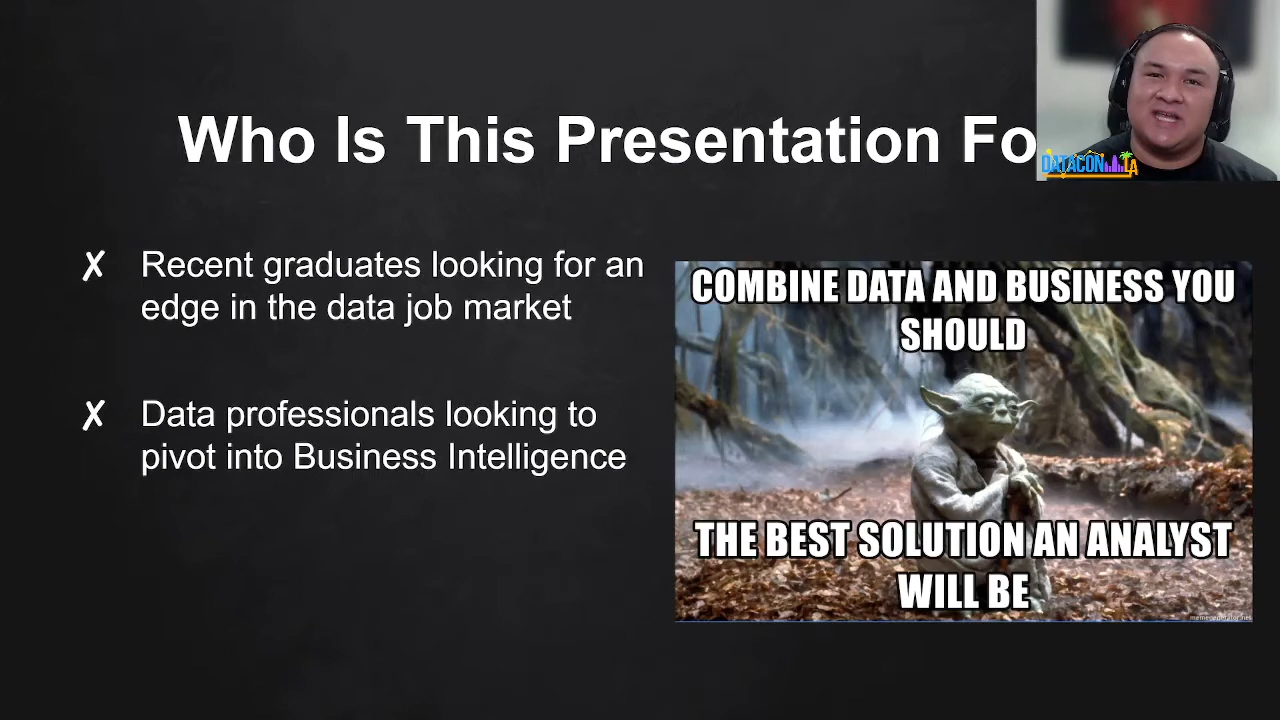 Who Is This Presentation Fo
DATACON LA
✗ Recent graduates looking for an
edge in the data job market
✗ Data professionals looking to
pivot into Business Intelligence
COMBINE DATA AND BUSINESS YOU
SHOULD
THE BEST SOLUTION AN ANALYST
WILL BE
memegenerator.net